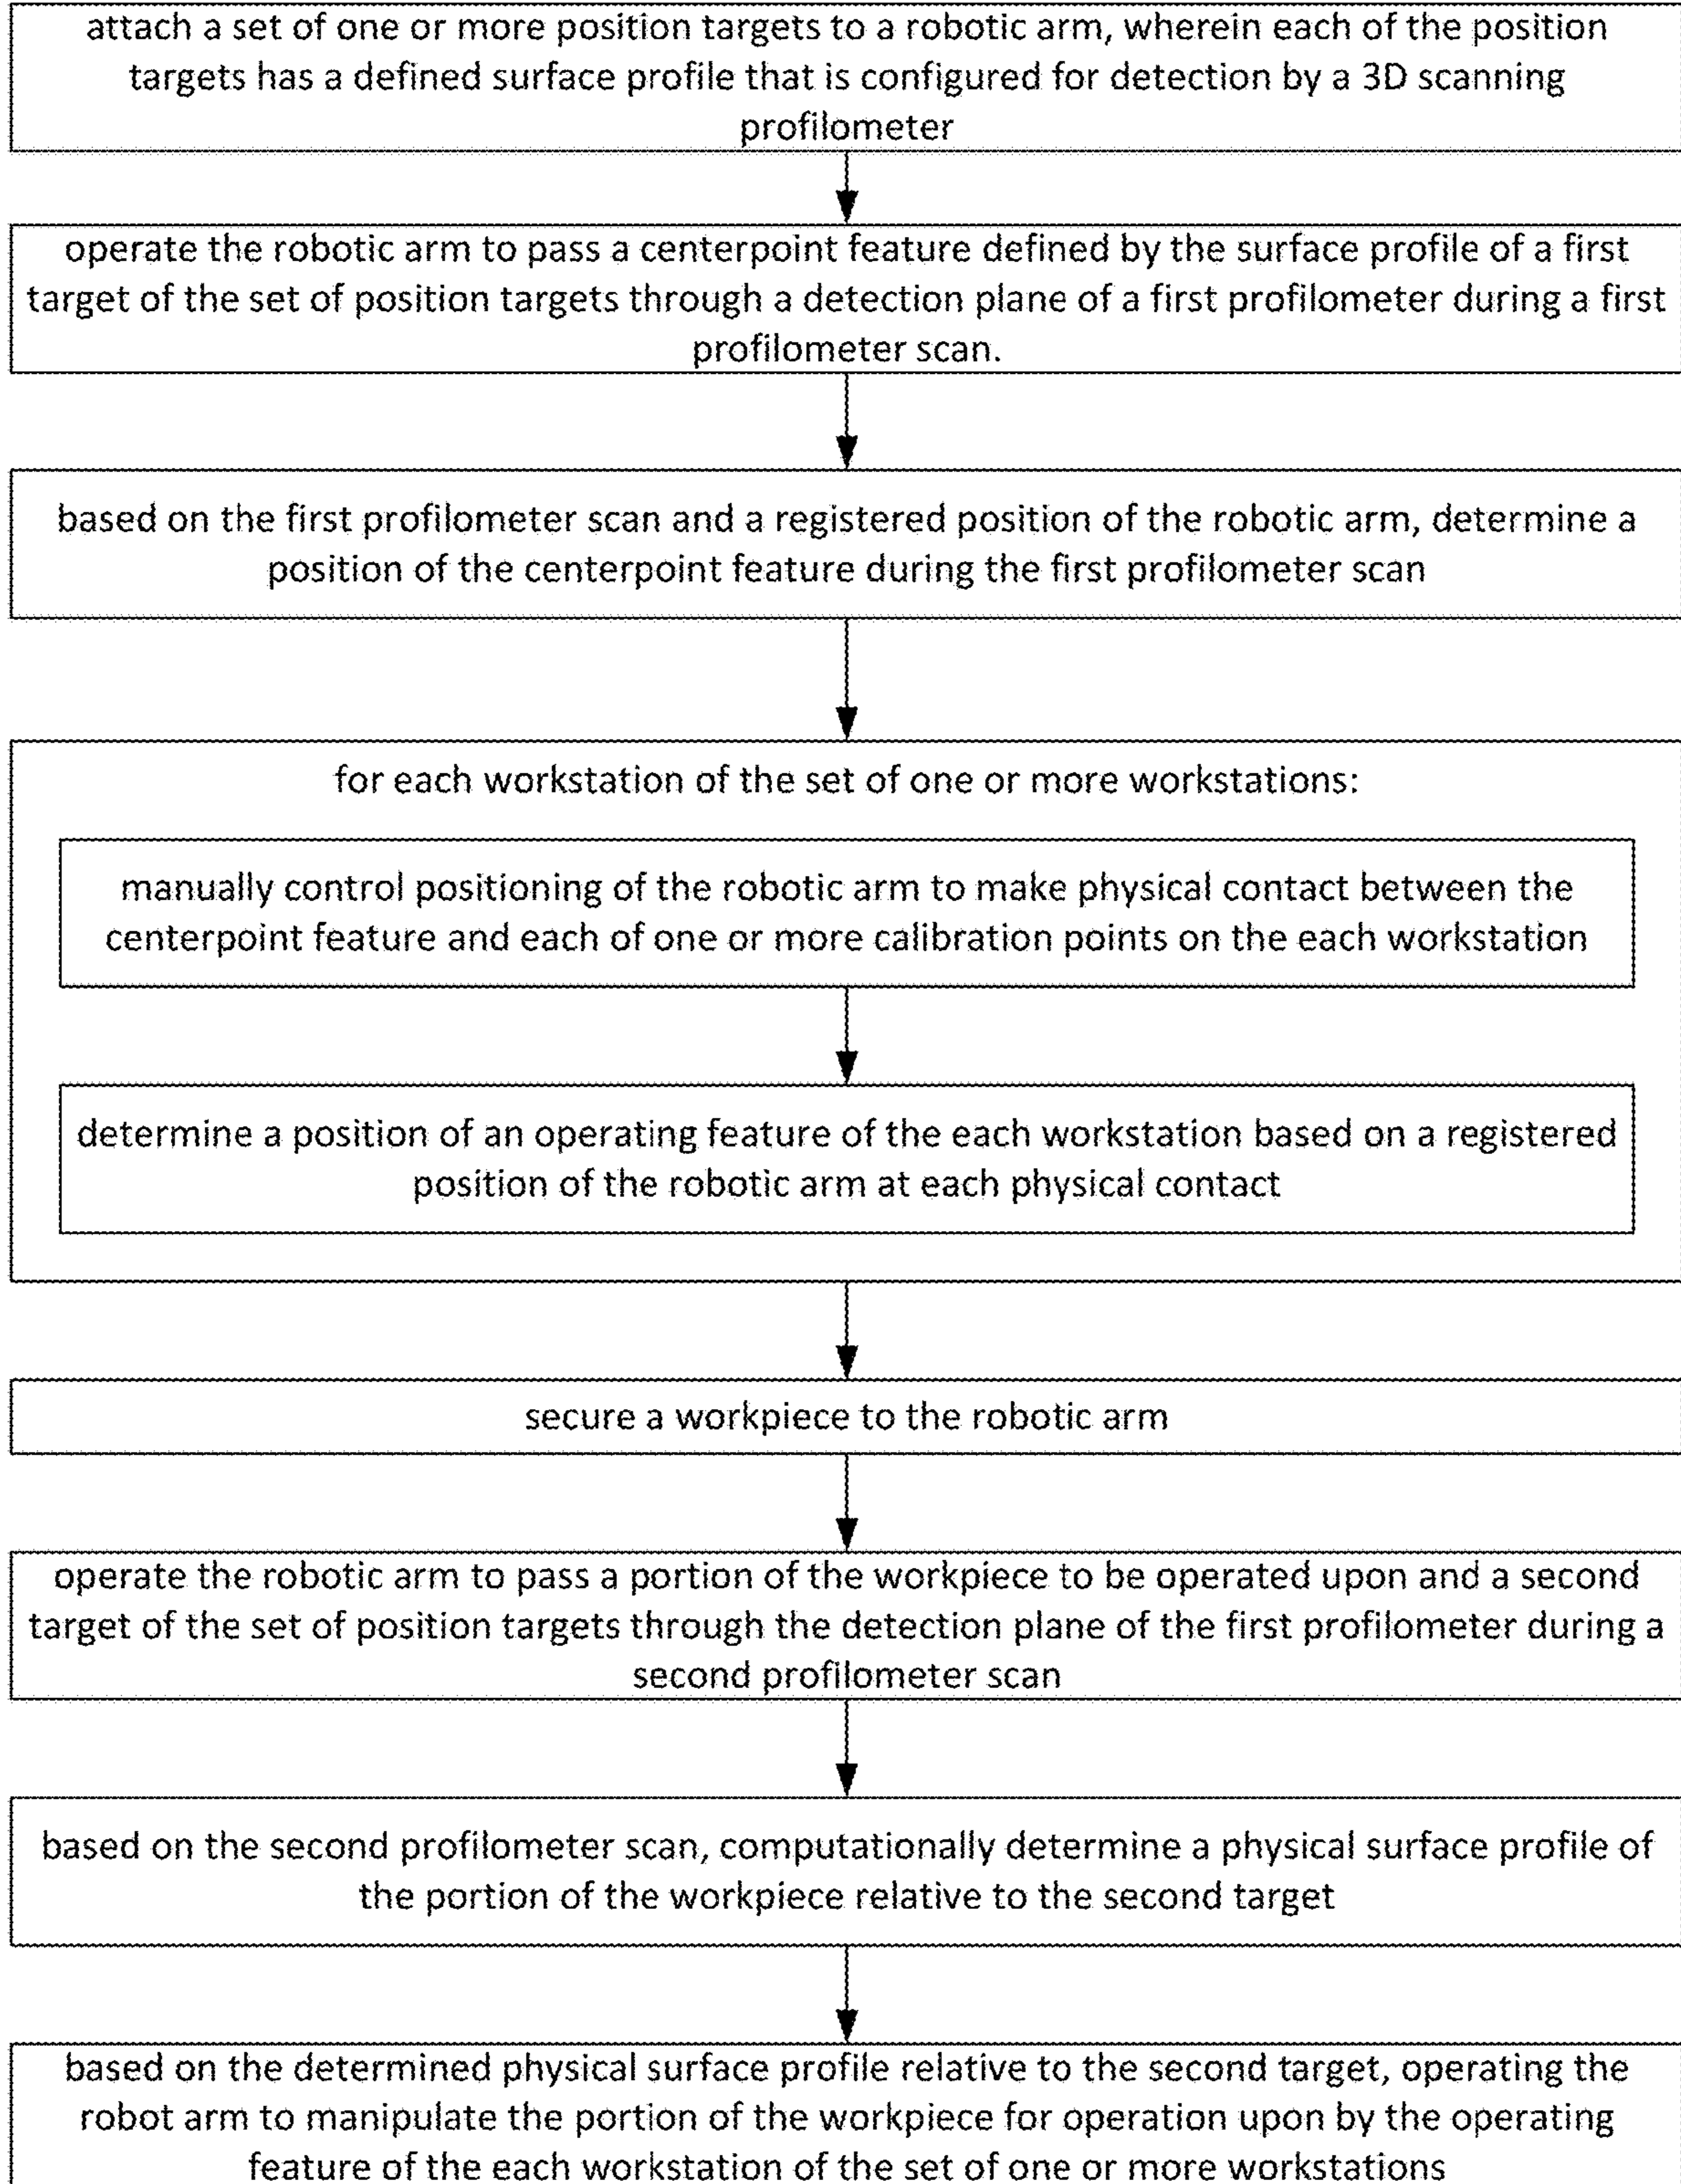 attach a set of one or more position targets to a robotic arm, wherein each of the position
targets has a defined surface profile that is configured for detection by a 3D scanning
profilometer
operate the robotic arm to pass a centerpoint feature defined by the surface profile of a first
target of the set of position targets through a detection plane of a first profilometer during a first
profilometer scan.
based on the first profilometer scan and a registered position of the robotic arm, determine a
position of the centerpoint feature during the first profilometer scan
for each workstation of the set of one or more workstations:
manually control positioning of the robotic arm to make physical contact between the
centerpoint feature and each of one or more calibration points on the each workstation
determine a position of an operating feature of the each workstation based on a registered
position of the robotic arm at each physical contact
secure a workpiece to the robotic arm
operate the robotic arm to pass a portion of the workpiece to be operated upon and a second
target of the set of position targets through the detection plane of the first profilometer during a
second profilometer scan
based on the second profilometer scan, computationally determine a physical surface profile of
the portion of the workpiece relative to the second target
based on the determined physical surface profile relative to the second target, operating the
robot arm to manipulate the portion of the workpiece for operation upon by the operating
feature of the each workstation of the set of one or more workstations